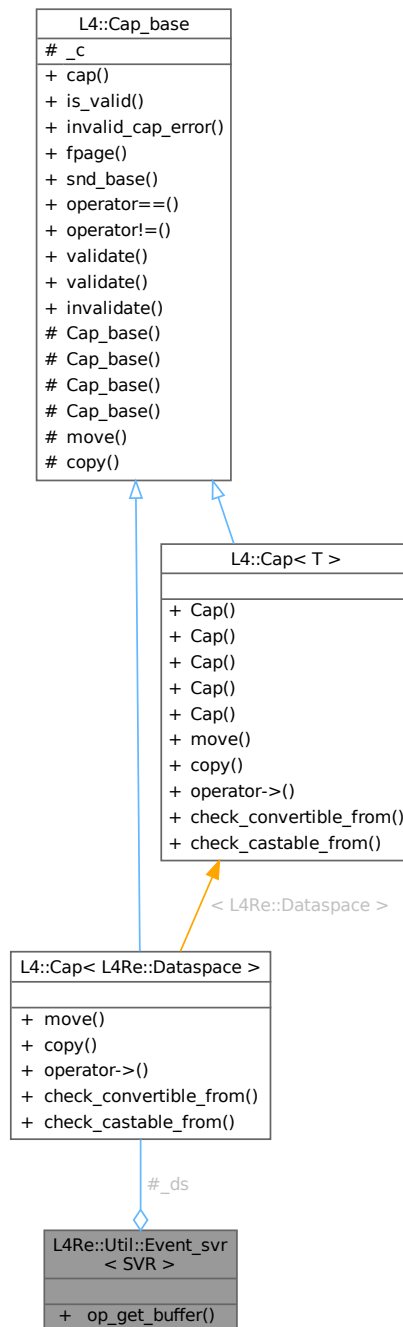 L4::Cap_base
# _c
+ cap()
+ is_valid()
+ invalid_cap_error()
+ fpage()
+ snd_base()
+ operator==()
+ operator!=()
+ validate()
+ validate()
+ invalidate()
# Cap_base()
# Cap_base()
# Cap_base()
# Cap_base()
# move()
# copy()
L4::Cap< T >
+ Cap()
+ Cap()
+ Cap()
+ Cap()
+ Cap()
+ move()
+ copy()
+ operator->()
+ check_convertible_from()
+ check_castable_from()
< L4Re::Dataspace >
L4::Cap< L4Re::Dataspace >
+ move()
+ copy()
+ operator->()
+ check_convertible_from()
+ check_castable_from()
#_ds
L4Re::Util::Event_svr
< SVR >
+ op_get_buffer()